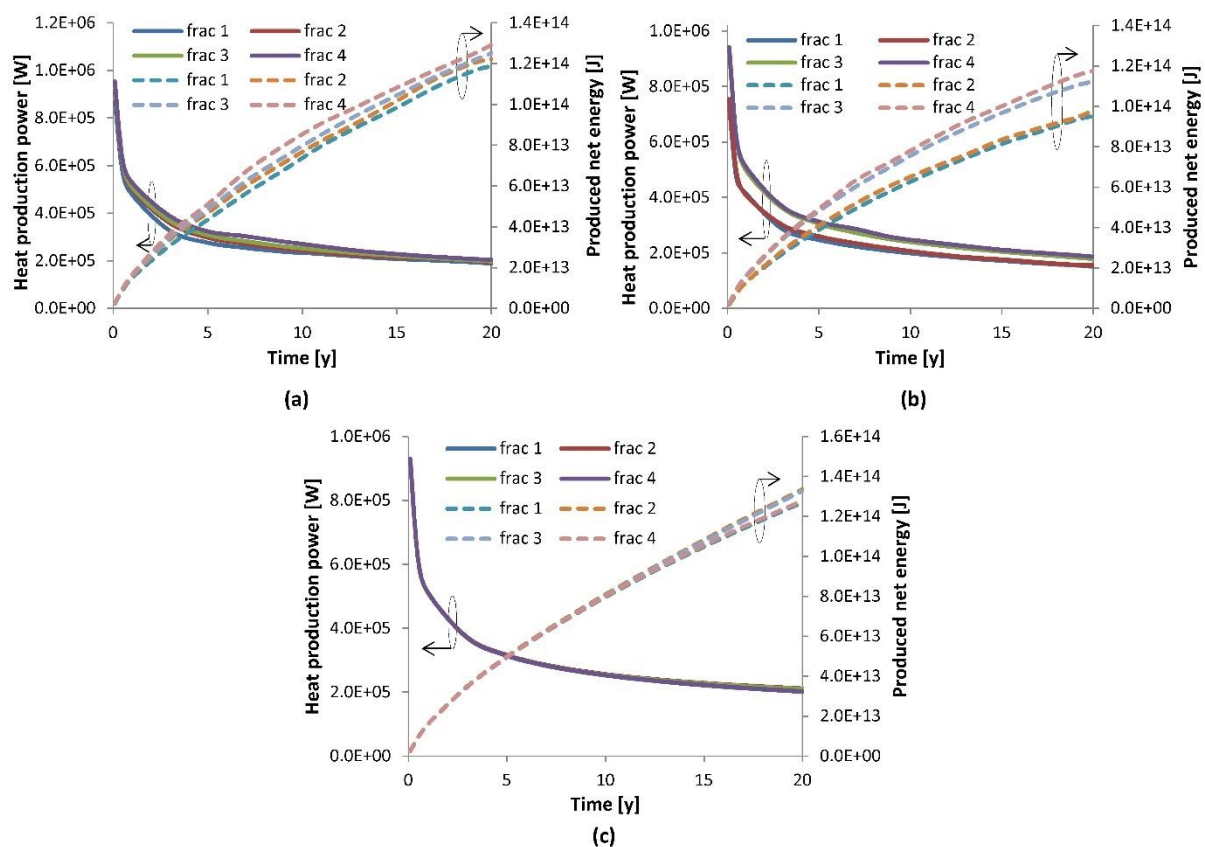 1.2E+06
1.0E+06
8.0E+05
6.0E+05
4.0E+05
2.0E+05
0.0E+00
Heat production power [W]
frac 1 frac 2
frac 3 frac 4
frac 1 frac 2
frac 3 frac 4
1.4E+14
1.2E+14
1.0E+14
8.0E+13
6.0E+13
4.0E+13
2.0E+13
0.0E+00
Produced net energy [J]
0 5 10 15 20
Time [y]
(a)
1.0E+06
8.0E+05
6.0E+05
4.0E+05
2.0E+05
0.0E+00
Heat production power [W]
frac 1 frac 2
frac 3 frac 4
frac 1 frac 2
frac 3 frac 4
1.4E+14
1.2E+14
1.0E+14
8.0E+13
6.0E+13
4.0E+13
2.0E+13
0.0E+00
Produced net energy [J]
0 5 10 15 20
Time [y]
(b)
1.0E+06
8.0E+05
6.0E+05
4.0E+05
2.0E+05
0.0E+00
Heat production power [W]
frac 1 frac 2
frac 3 frac 4
frac 1 frac 2
frac 3 frac 4
1.6E+14
1.4E+14
1.2E+14
1.0E+14
8.0E+13
6.0E+13
4.0E+13
2.0E+13
0.0E+00
Produced net energy [J]
0 5 10 15 20
Time [y]
(c)